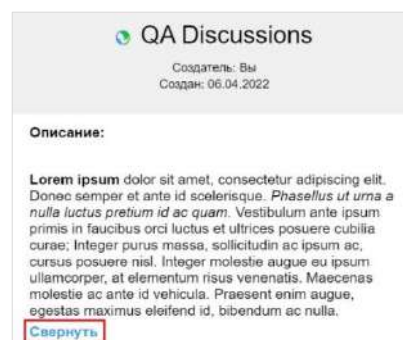 QA Discussions
Создатель: Вы
Создан: 06.04.2022
Описание:
Lorem ipsum dolor sit amet, consectetur adipiscing elit.
Donec semper et ante id scelerisque. Phasellus ut urna a
nulla luctus pretium id ac quam. Vestibulum ante ipsum
primis in faucibus orci luctus et ultrices posuere cubilia
curae; Integer purus massa, sollicitudin ac ipsum ac,
cursus posuere nisl. Integer molestie augue eu ipsum
ullamcorper, at elementum risus venenatis. Maecenas
molestie ac ante id vehicula. Praesent enim augue,
egestas maximus eleifend id, bibendum ac nulla.
Свернуть